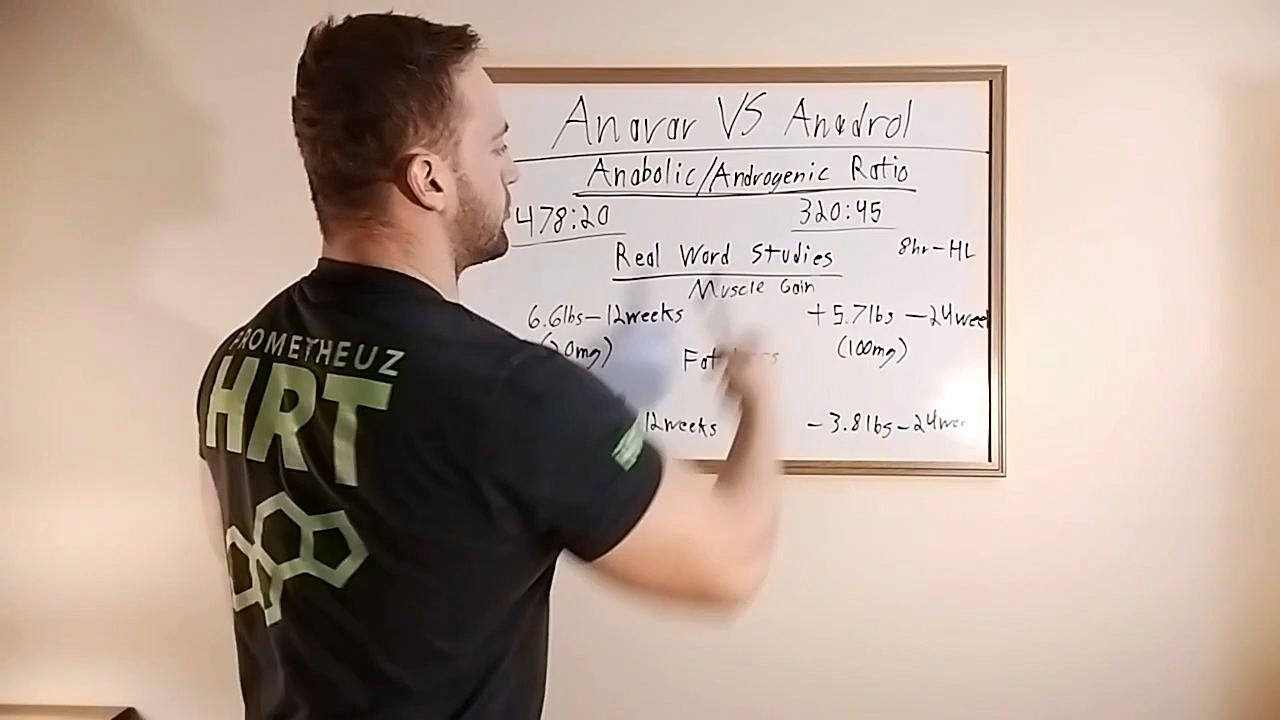 Anavar VS Anadrol
Anabolic/Androgenic Ratio
478:20 320:45
Real Word Studies 8hr-HL
Muscle Gain
6.6lbs-12weeks +5.7lbs-24wee
0mg) (100mg)
12weeks -3.8lbs-24wee
PROMETHEUZ
HRT